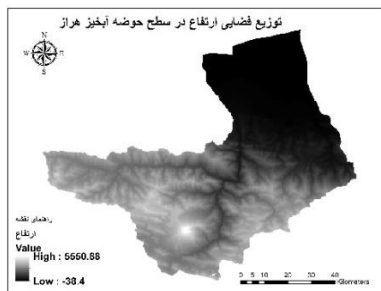 توزیع فضایی ارتفاع در سطح حوضه آبخیز هراز
N
W E
S
راهنمای نقشه
ارتفاع
Value
High : 5550.88
Low : -38.4
0 5 10 20 30 40
Kilometers